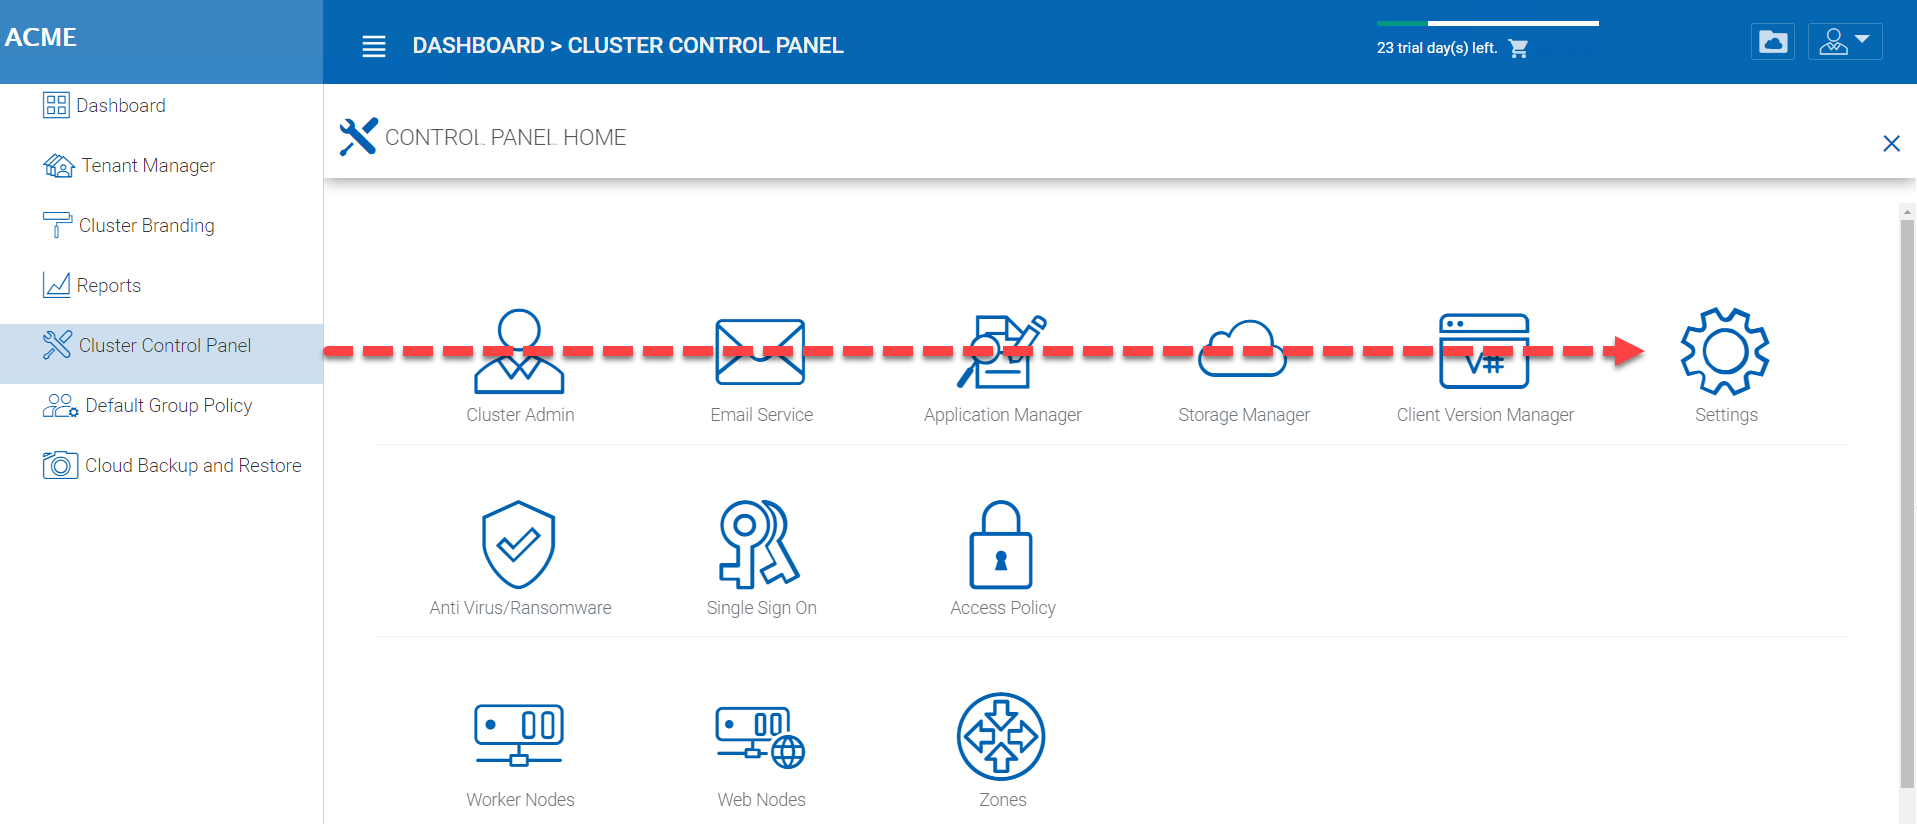 ACME
DASHBOARD > CLUSTER CONTROL PANEL
23 trial day(s) left.
Dashboard
Tenant Manager
Cluster Branding
Reports
Cluster Control Panel
Default Group Policy
Cloud Backup and Restore
CONTROL PANEL HOME
√#
Cluster Admin
Email Service
Application Manager
Storage Manager
Client Version Manager
Settings
Anti Virus/Ransomware
Single Sign On
Access Policy
Worker Nodes
Web Nodes
Zones